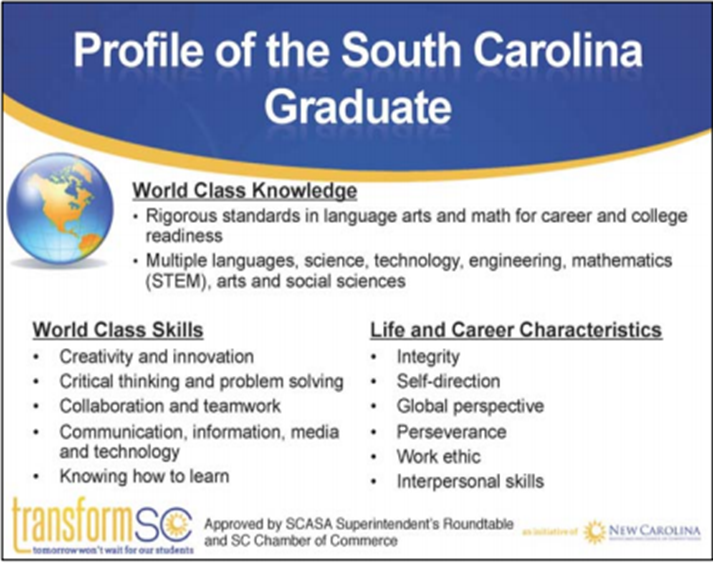 Profile of the South Carolina
Graduate
World Class Knowledge
• Rigorous standards in language arts and math for career and college
readiness
• Multiple languages, science, technology, engineering, mathematics
(STEM), arts and social sciences
World Class Skills
• Creativity and innovation
• Critical thinking and problem solving
• Collaboration and teamwork
• Communication, information, media
and technology
• Knowing how to learn
Life and Career Characteristics
• Integrity
• Self-direction
• Global perspective
• Perseverance
• Work ethic
• Interpersonal skills
transformSC
tomorrow won't wait for our students
Approved by SCASA Superintendent's Roundtable
and SC Chamber of Commerce
an initiative of
NEW CAROLINA